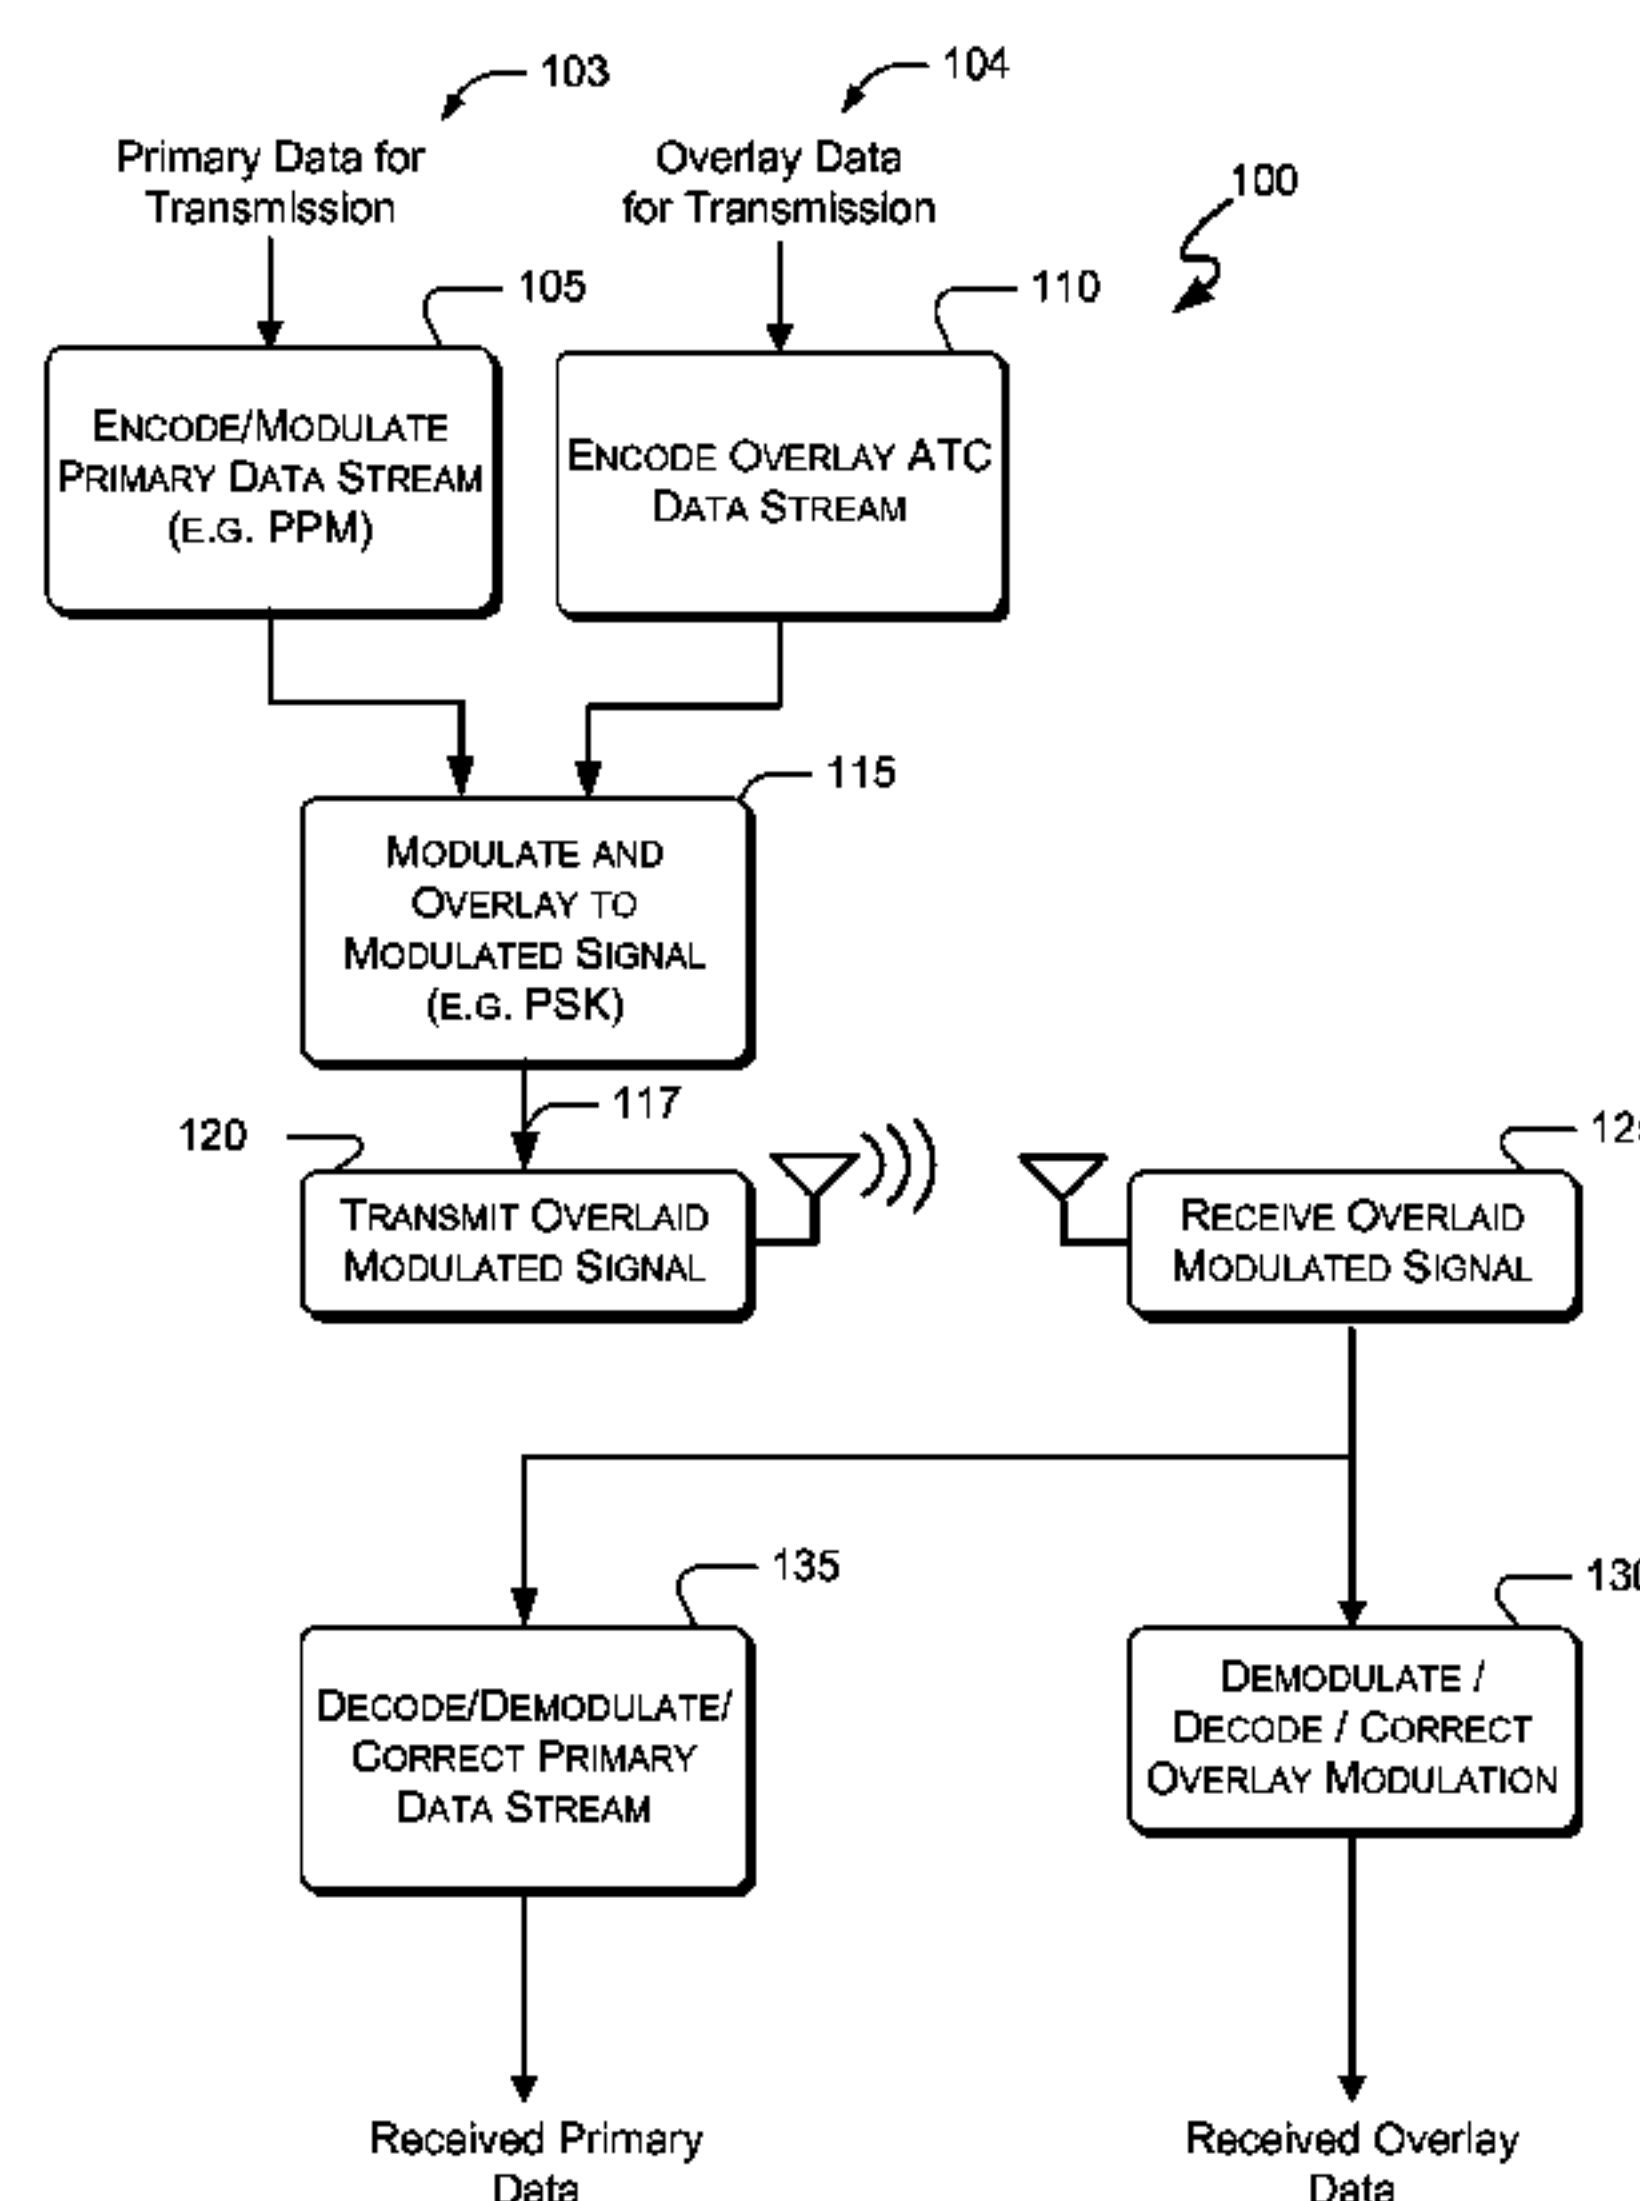 103
104
Primary Data for
Transmission
Overlay Data
for Transmission
100
105
110
ENCODE/MODULATE
PRIMARY DATA STREAM
(E.G. PPM)
ENCODE OVERLAY ATC
DATA STREAM
115
MODULATE AND
OVERLAY TO
MODULATED SIGNAL
(E.G. PSK)
117
120
TRANSMIT OVERLAID
MODULATED SIGNAL
RECEIVE OVERLAID
MODULATED SIGNAL
135
130
DECODE/DEMODULATE/
CORRECT PRIMARY
DATA STREAM
DEMODULATE /
DECODE / CORRECT
OVERLAY MODULATION
Received Primary
Data
Received Overlay
Data